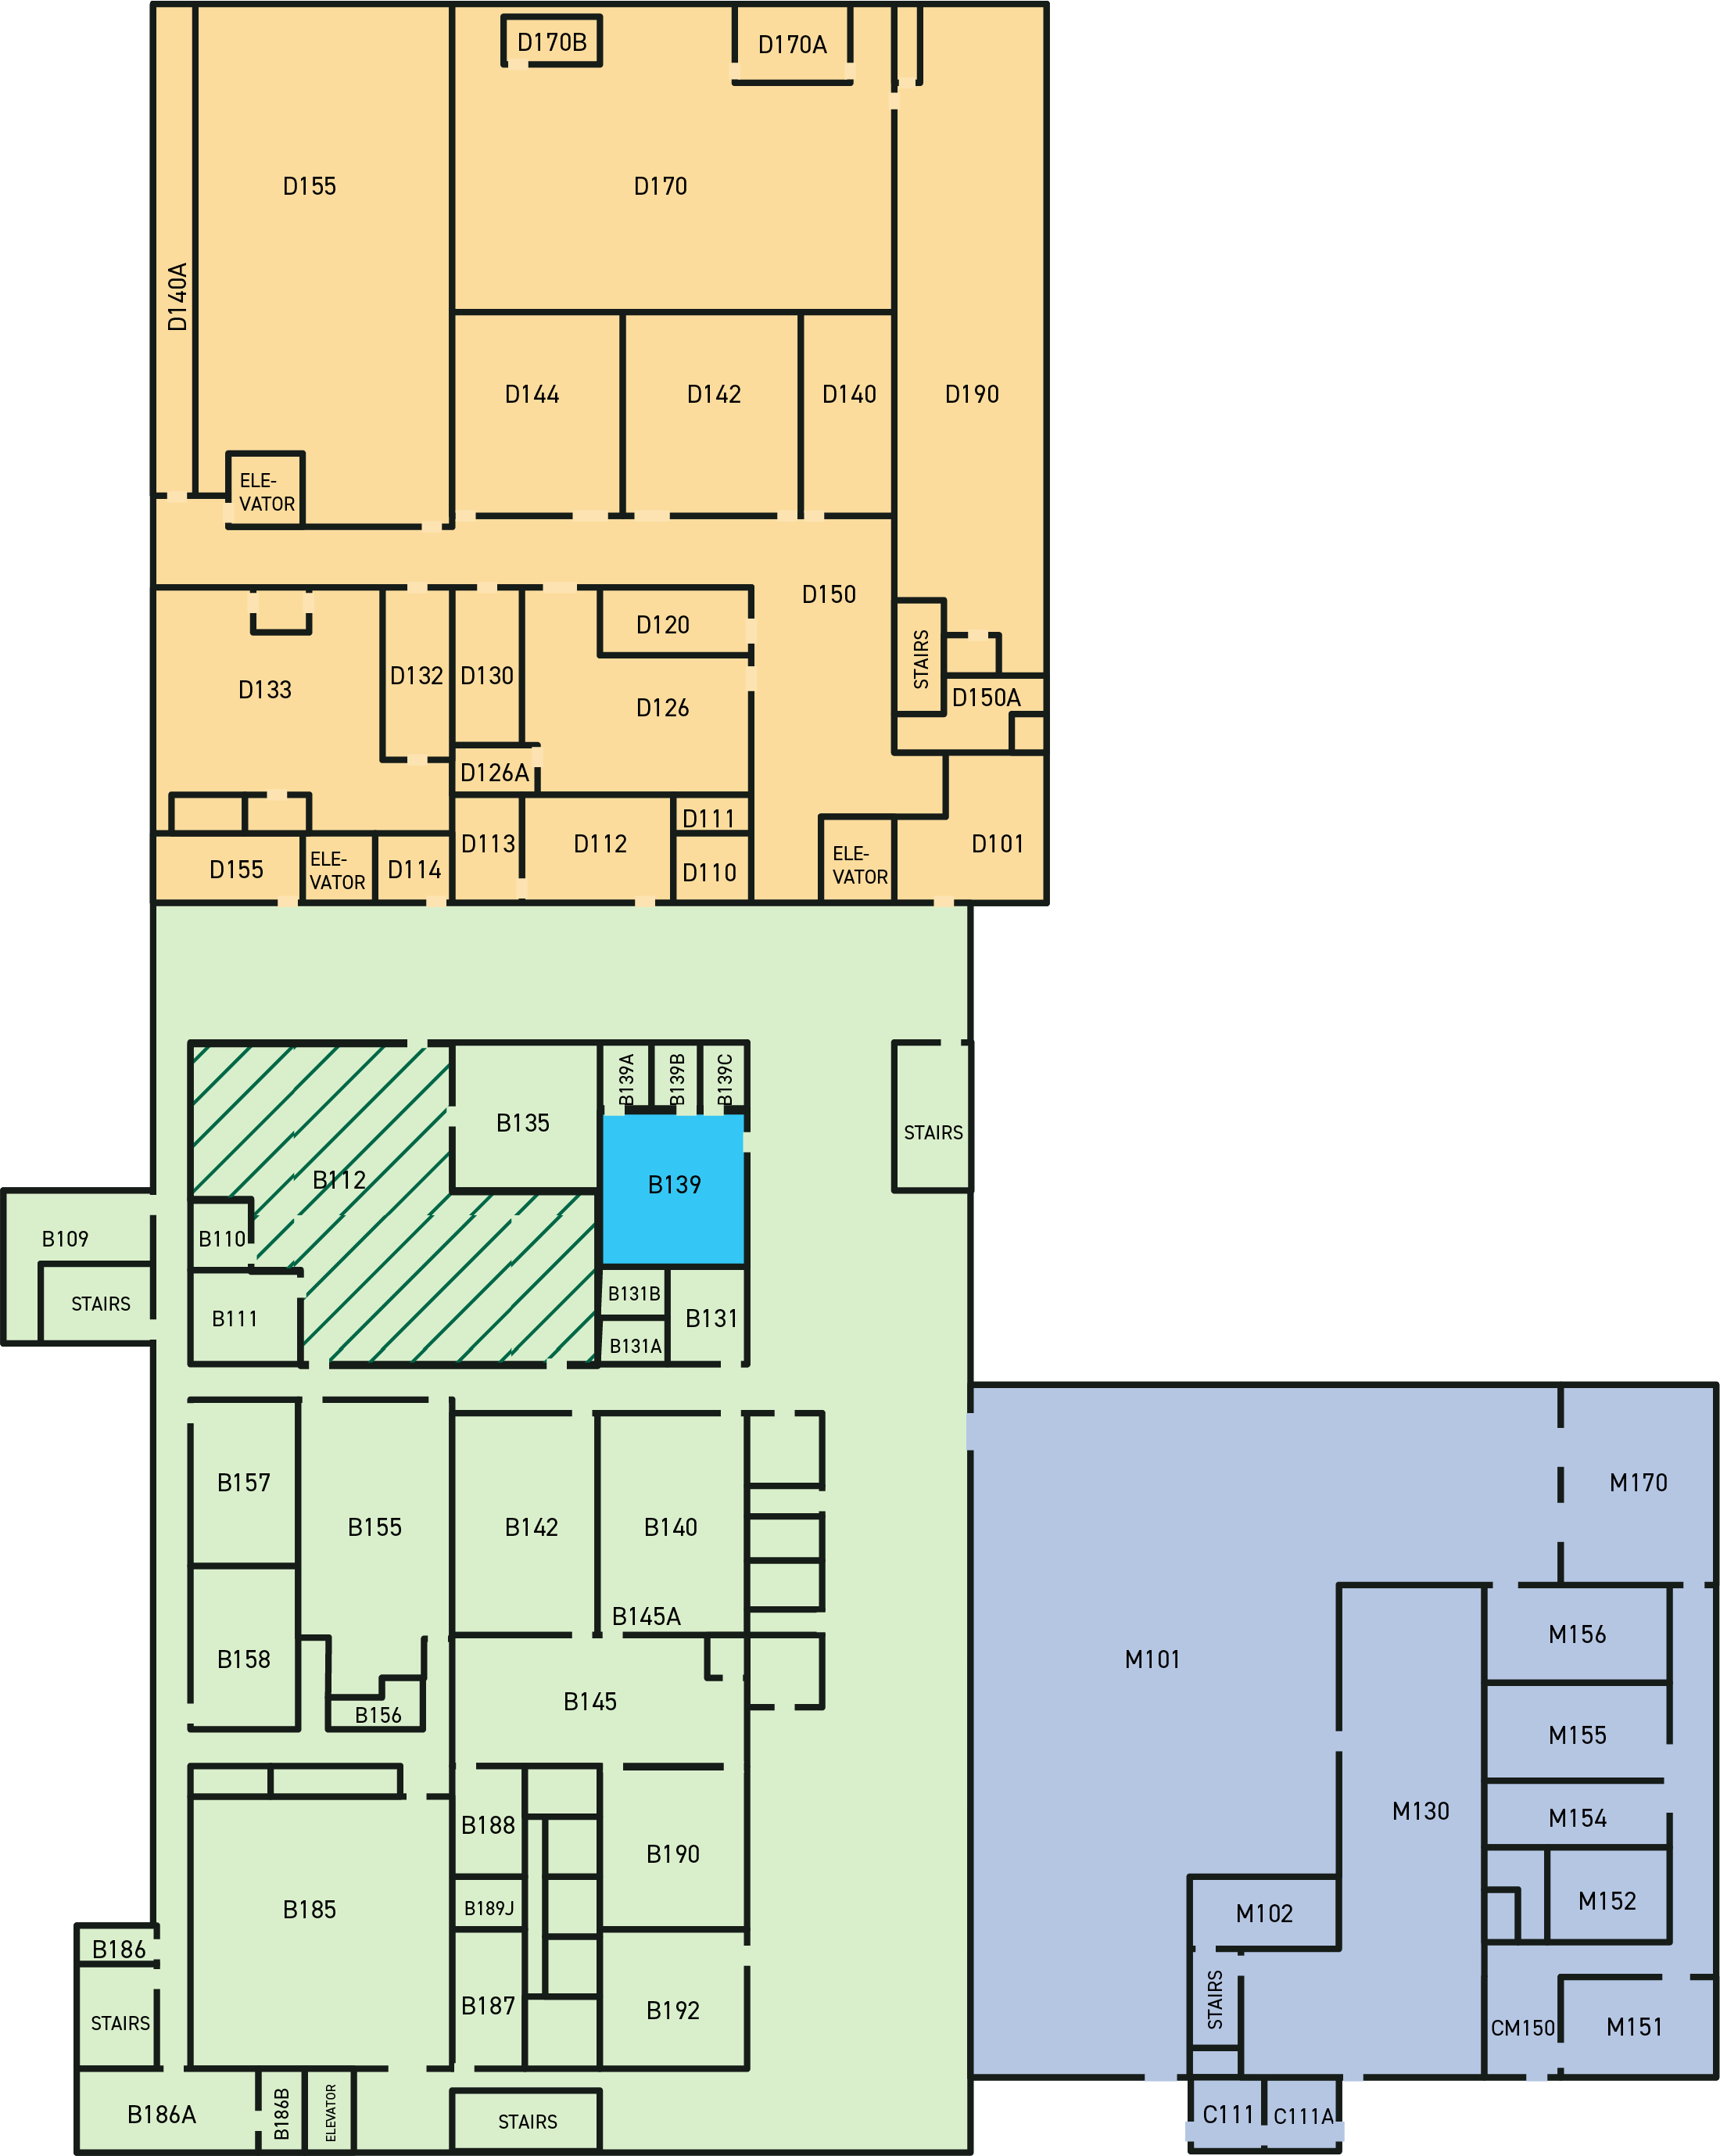 D170B
D170A
D155
D170
D140A
D144
D142
D140
D190
ELE-
VATOR
D150
D120
STAIRS
D133
D132
D130
D126
D150A
D126A
D111
D113
D112
D101
D155
ELE-
VATOR
D114
D110
ELE-
VATOR
B139A
B139B
B139C
B135
STAIRS
B112
B139
B109
B110
STAIRS
B111
B131B
B131
B131A
B157
M170
B155
B142
B140
B145A
M156
B158
M101
B145
B156
M155
M130
M154
B188
B190
B185
B189J
M152
M102
B186
B187
B192
STAIRS
STAIRS
CM150
M151
B186A
B186B
ELEVATOR
STAIRS
C111
C111A